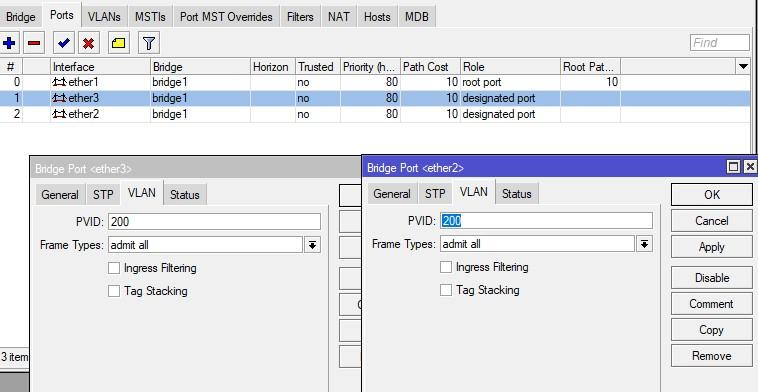 Bridge Ports VLANs MSTIs Port MST Overrides Filters NAT Hosts MDB
Find
# Interface Bridge Horizon Trusted Priority (h... Path Cost Role Root Pat...
0 ether1 bridge1 no 80 10 root port 10
1 ether3 bridge1 no 80 10 designated port
2 ether2 bridge1 no 80 10 designated port
Bridge Port <ether3>
General STP VLAN Status
PVID: 200
Frame Types: admit all
Ingress Filtering
Tag Stacking
3 item
Bridge Port <ether2>
General STP VLAN Status
PVID: 200
Frame Types: admit all
Ingress Filtering
Tag Stacking
OK
Cancel
Apply
Disable
Comment
Copy
Remove